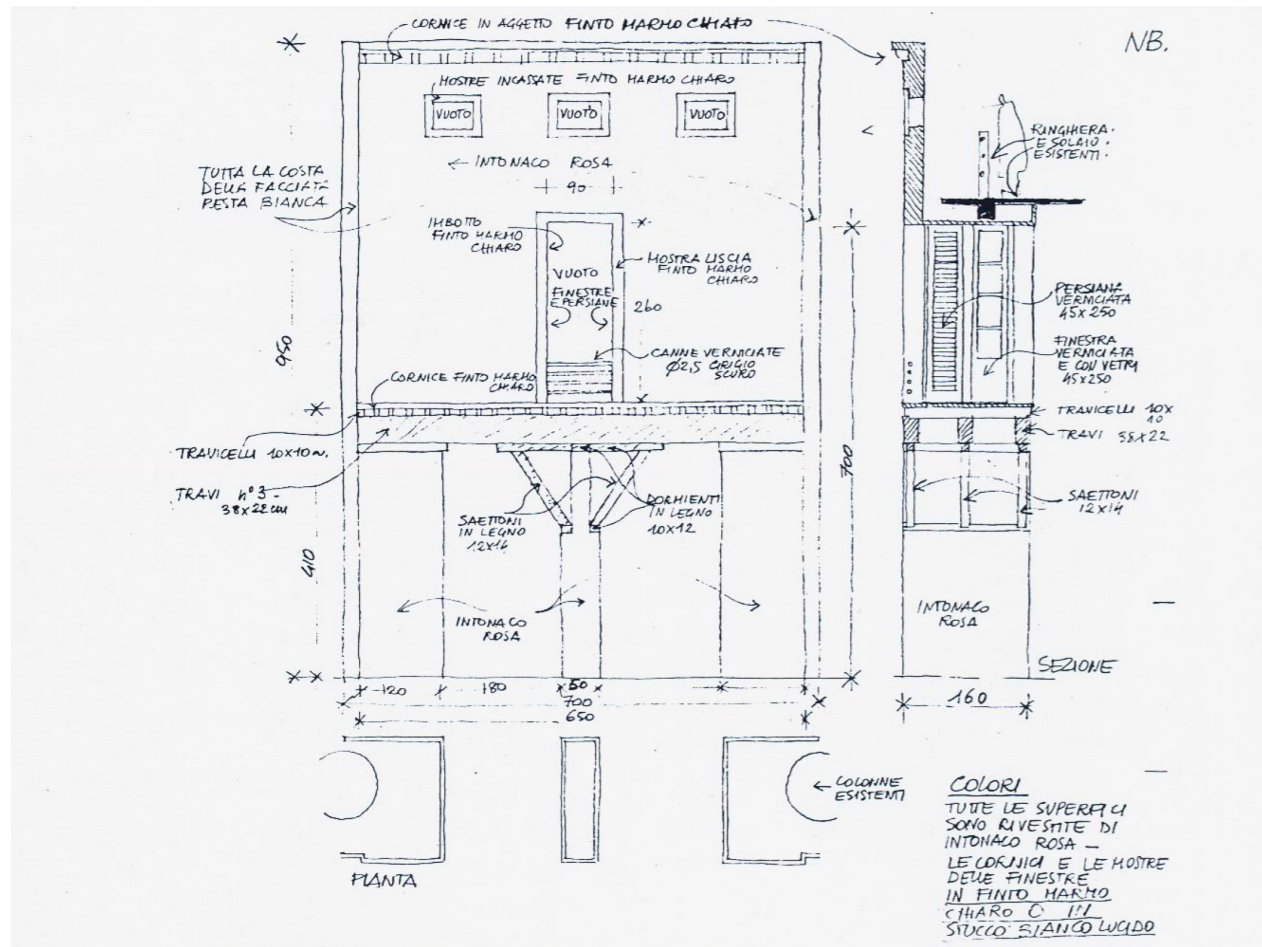 CORNICE IN AGGETTO FINTO MARMO CHIARO
NB.
MOSTRE INCASSATE FINTO MARMO CHIARO
VUOTO
VUOTO
VUOTO
RINGHIERA
E SOLAIO
ESISTENTI.
← INTONACO ROSA
90
TUTTA LA COSTA
DELLA FACCIATA
RESTA BIANCA
IMBOTTO
FINTO MARMO
CHIARO
MOSTRA LISCIA
FINTO MARMO
CHIARO
VUOTO
FINESTRE
E PERSIANE
260
PERSIANA
VERNICIATA
45X250
950
CANNE VERNICIATE
Ø2,5 GRIGIO
SCURO
FINESTRA
VERNICIATA
E CON VETRI
45X250
CORNICE FINTO MARMO
CHIARO
TRAVICELLI 10X
10
TRAVI 38X22
TRAVICELLI 10X10
700
TRAVI n° 3 -
38X22 cm
SAETTONI
IN LEGNO
12X14
DORMIENTI
IN LEGNO
10X12
SAETTONI
12X14
410
INTONACO
ROSA
INTONACO
ROSA
SEZIONE
120
180
50
700
650
160
← COLONNE
ESISTENTI
PIANTA
COLORI
TUTTE LE SUPERFICI
SONO RIVESTITE DI
INTONACO ROSA -
LE CORNICI E LE MOSTRE
DELLE FINESTRE
IN FINTO MARMO
CHIARO O IN
STUCCO BIANCO LUCIDO